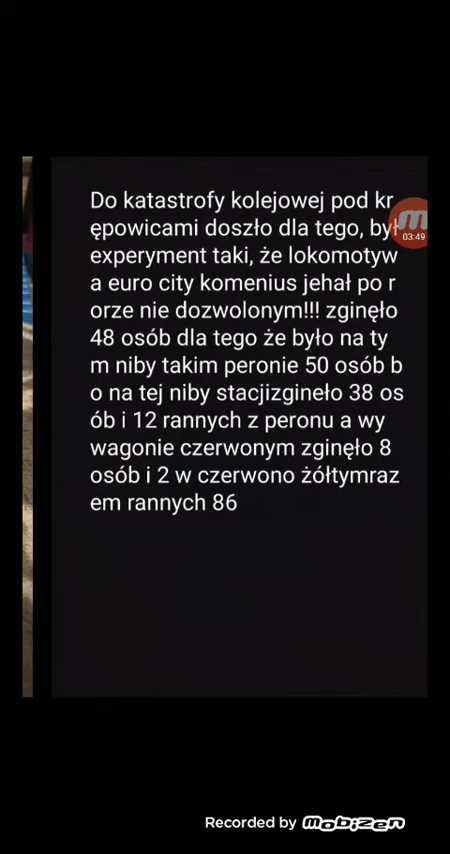 Do katastrofy kolejowej pod kr
ępowicami doszło dla tego, był
experyment taki, że lokomotyw
a euro city komenius jehał po r
orze nie dozwolonym!!! zginęło
48 osób dla tego że było na ty
m niby takim peronie 50 osób b
o na tej niby stacjizgineło 38 os
ób i 12 rannych z peronu a wy
wagonie czerwonym zginęło 8
osób i 2 w czerwono żółtymraz
em rannych 86
03:49
Recorded by mobizen